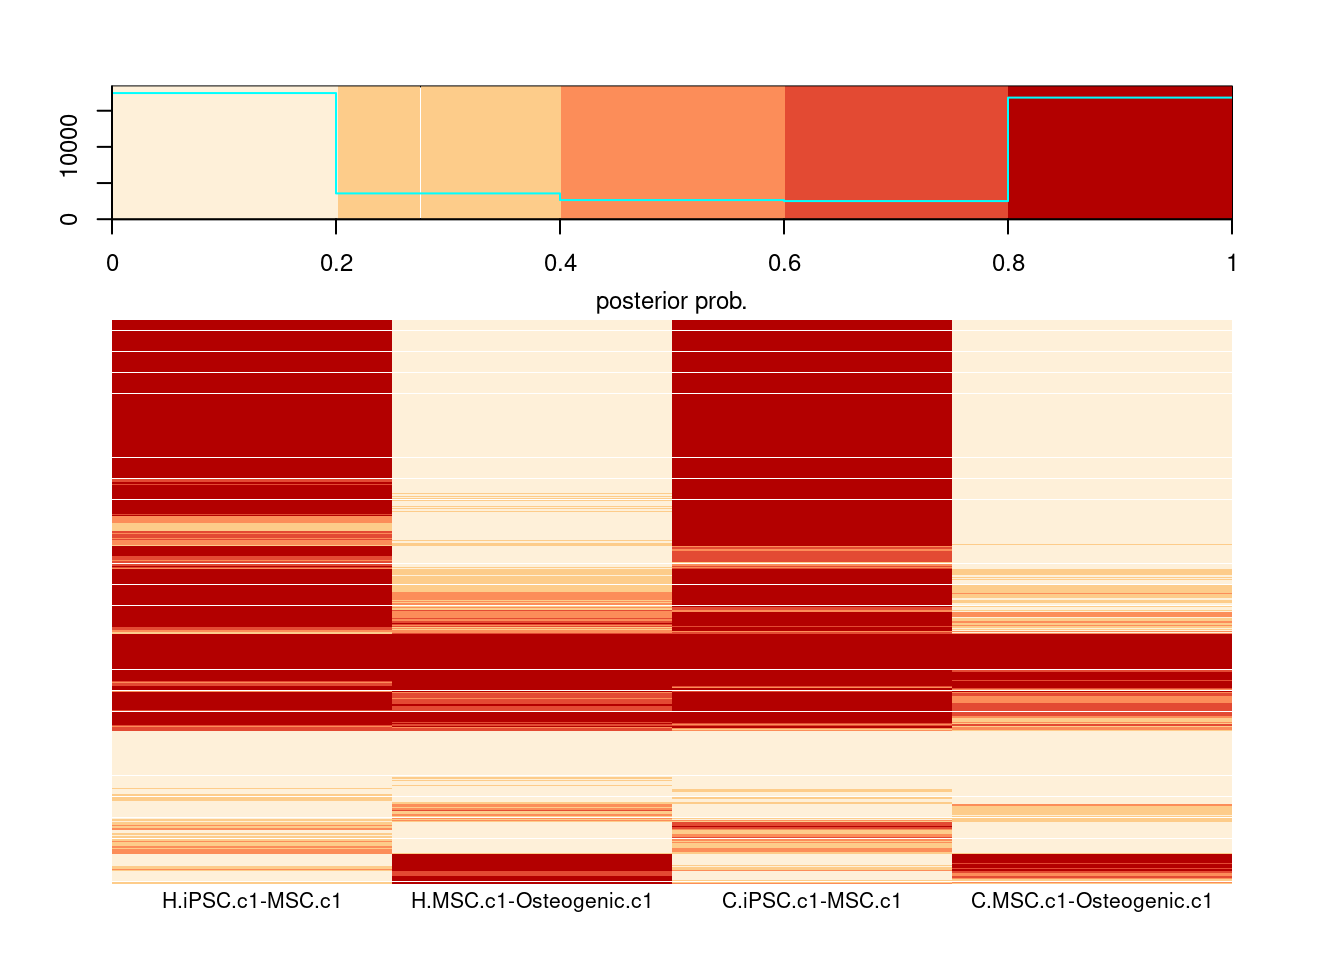 10000
0
0 0.2 0.4 0.6 0.8 1
posterior prob.
H.iPSC.c1-MSC.c1 H.MSC.c1-Osteogenic.c1 C.iPSC.c1-MSC.c1 C.MSC.c1-Osteogenic.c1